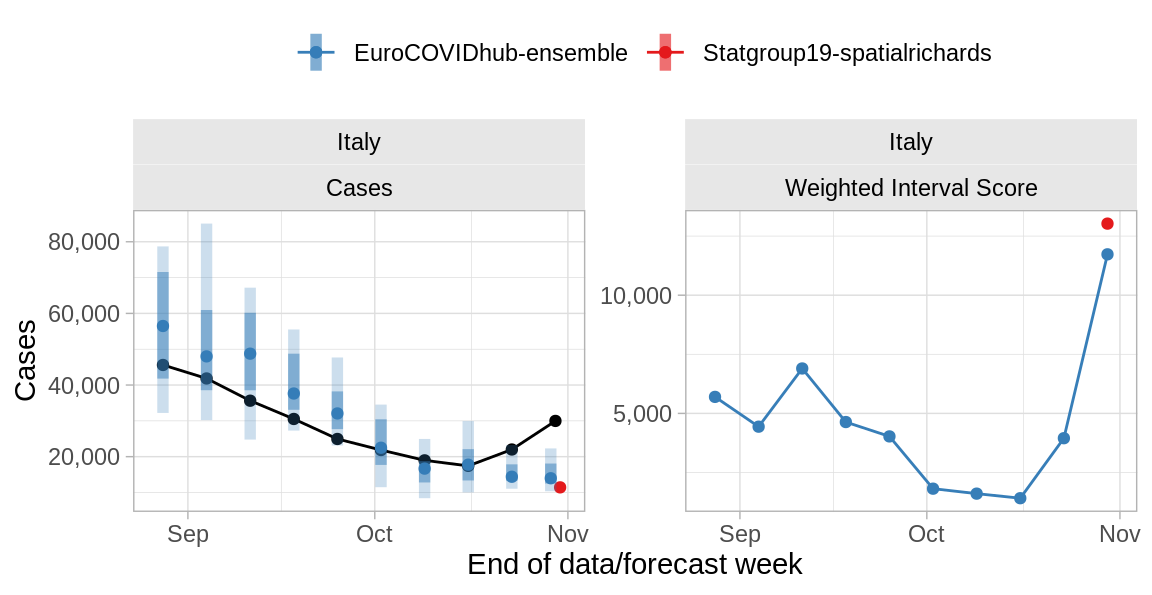 EuroCOVIDhub-ensemble Statgroup19-spatialrichards
Italy Italy
Cases Weighted Interval Score
80,000
60,000
40,000
20,000
Cases
10,000
5,000
Sep Oct Nov Sep Oct Nov
End of data/forecast week